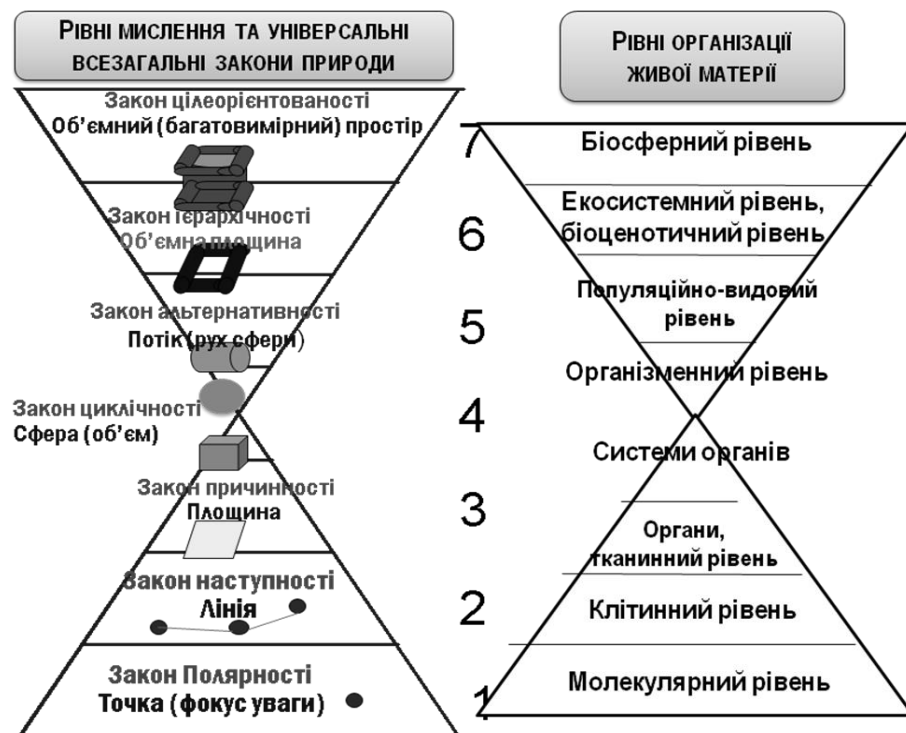 РІВНІ МИСЛЕННЯ ТА УНІВЕРСАЛЬНІ
ВСЕЗАГАЛЬНІ ЗАКОНИ ПРИРОДИ
Закон цілеорієнтованості
Об’ємний (багатовимірний) простір
Закон ієрархічності
Об’ємна площина
Закон альтернативності
Потік (рух сфери)
Закон циклічності
Сфера (об’єм)
Закон причинності
Площина
Закон наступності
Лінія
Закон Полярності
Точка (фокус уваги)
7
6
5
4
3
2
1
РІВНІ ОРГАНІЗАЦІЇ
ЖИВОЇ МАТЕРІЇ
Біосферний рівень
Екосистемний рівень,
біоценотичний рівень
Популяційно-видовий
рівень
Організменний рівень
Системи органів
Органи,
тканинний рівень
Клітинний рівень
Молекулярний рівень